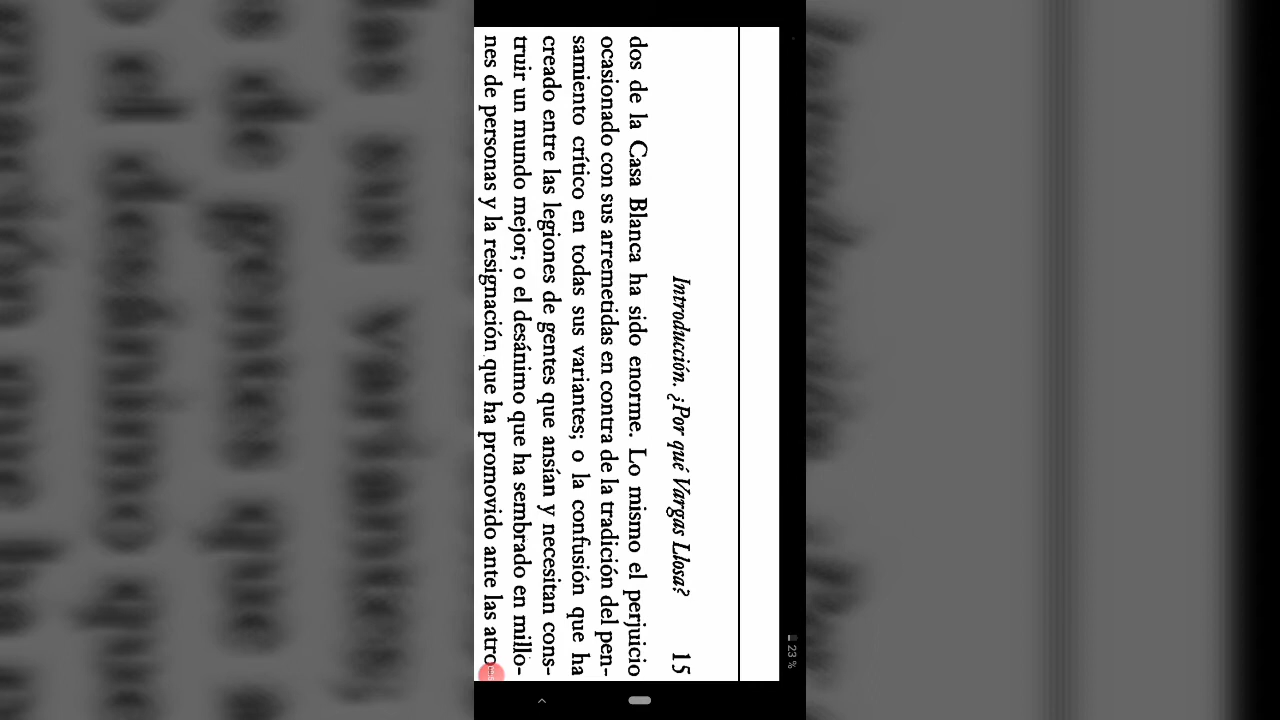 Introducción. ¿Por qué Vargas Llosa? 15
dos de la Casa Blanca ha sido enorme. Lo mismo el perjuicio
ocasionado con sus arremetidas en contra de la tradición del pen-
samiento crítico en todas sus variantes; o la confusión que ha
creado entre las legiones de gentes que ansían y necesitan cons-
truir un mundo mejor; o el desánimo que ha sembrado en millo-
nes de personas y la resignación que ha promovido ante las atro
23 %